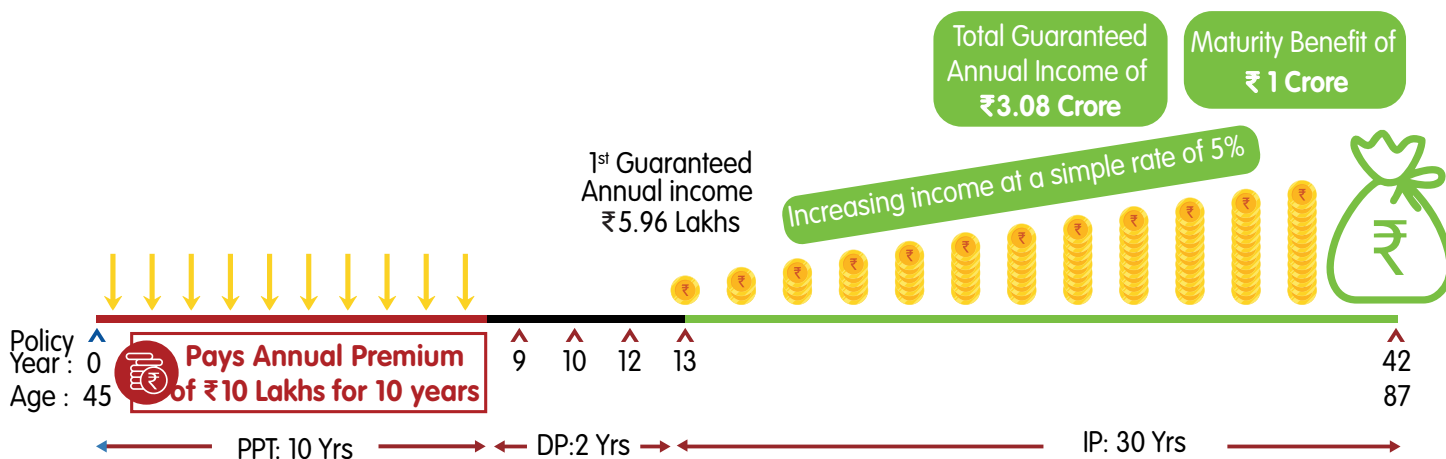 Total Guaranteed
Annual Income of
₹3.08 Crore
Maturity Benefit of
₹ 1 Crore
1st Guaranteed
Annual income
₹5.96 Lakhs
Increasing income at a simple rate of 5%
Policy
Year : 0 9 10 12 13 42
Age : 45 87
Pays Annual Premium
of ₹10 Lakhs for 10 years
PPT: 10 Yrs DP:2 Yrs IP: 30 Yrs